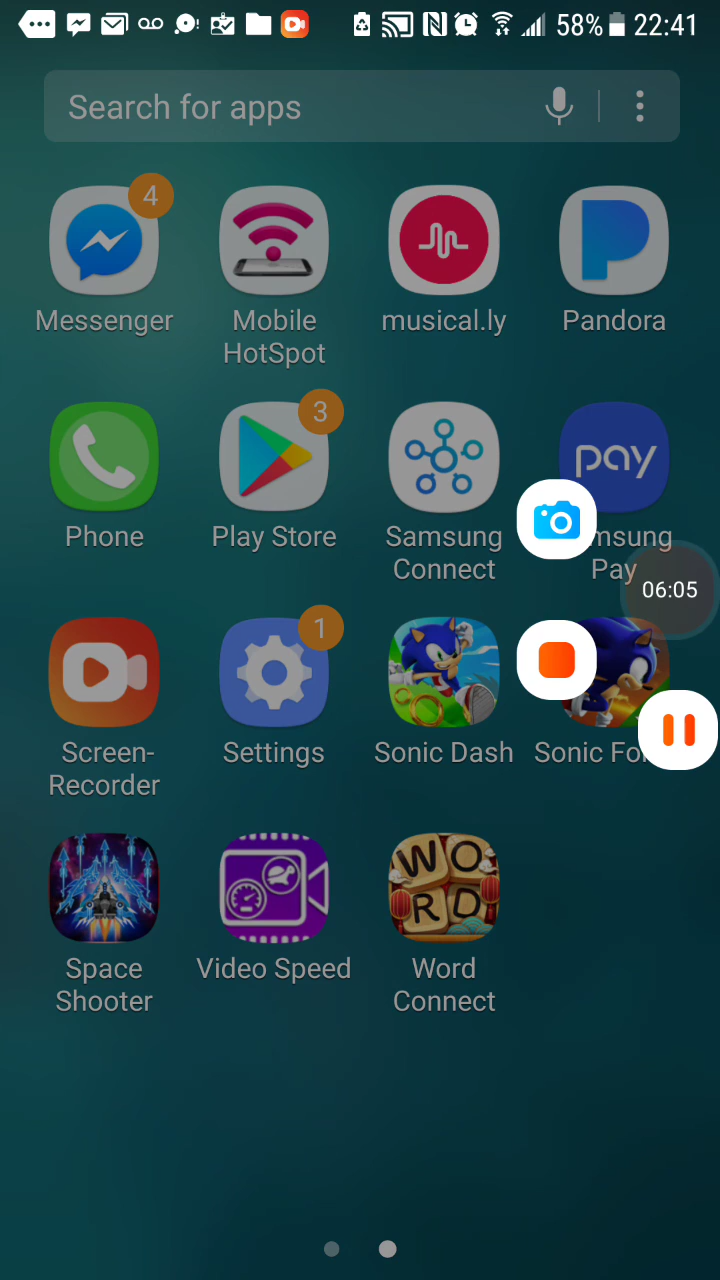 58% 22:41
Search for apps
4
Messenger
Mobile
HotSpot
musical.ly
Pandora
3
pay
Phone
Play Store
Samsung
Connect
msung
Pay
06:05
1
Screen-
Recorder
Settings
Sonic Dash
Sonic Fo
WO
RD
Space
Shooter
Video Speed
Word
Connect